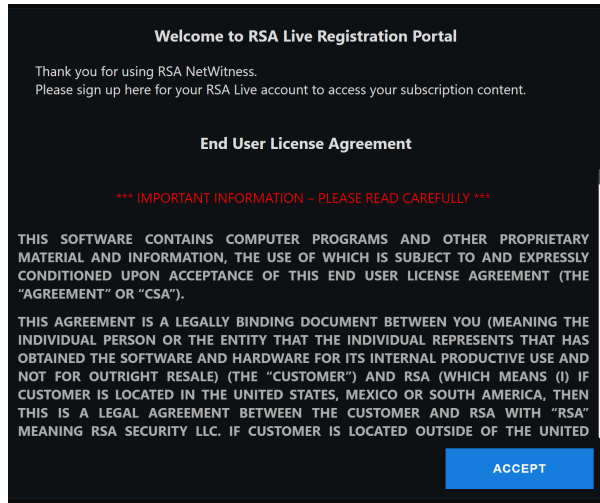 Welcome to RSA Live Registration Portal
Thank you for using RSA NetWitness.
Please sign up here for your RSA Live account to access your subscription content.
End User License Agreement
*** IMPORTANT INFORMATION – PLEASE READ CAREFULLY ***
THIS SOFTWARE CONTAINS COMPUTER PROGRAMS AND OTHER PROPRIETARY
MATERIAL AND INFORMATION, THE USE OF WHICH IS SUBJECT TO AND EXPRESSLY
CONDITIONED UPON ACCEPTANCE OF THIS END USER LICENSE AGREEMENT (THE
“AGREEMENT” OR “CSA”).
THIS AGREEMENT IS A LEGALLY BINDING DOCUMENT BETWEEN YOU (MEANING THE
INDIVIDUAL PERSON OR THE ENTITY THAT THE INDIVIDUAL REPRESENTS THAT HAS
OBTAINED THE SOFTWARE AND HARDWARE FOR ITS INTERNAL PRODUCTIVE USE AND
NOT FOR OUTRIGHT RESALE) (THE “CUSTOMER”) AND RSA (WHICH MEANS (I) IF
CUSTOMER IS LOCATED IN THE UNITED STATES, MEXICO OR SOUTH AMERICA, THEN
THIS IS A LEGAL AGREEMENT BETWEEN THE CUSTOMER AND RSA WITH “RSA”
MEANING RSA SECURITY LLC. IF CUSTOMER IS LOCATED OUTSIDE OF THE UNITED
ACCEPT